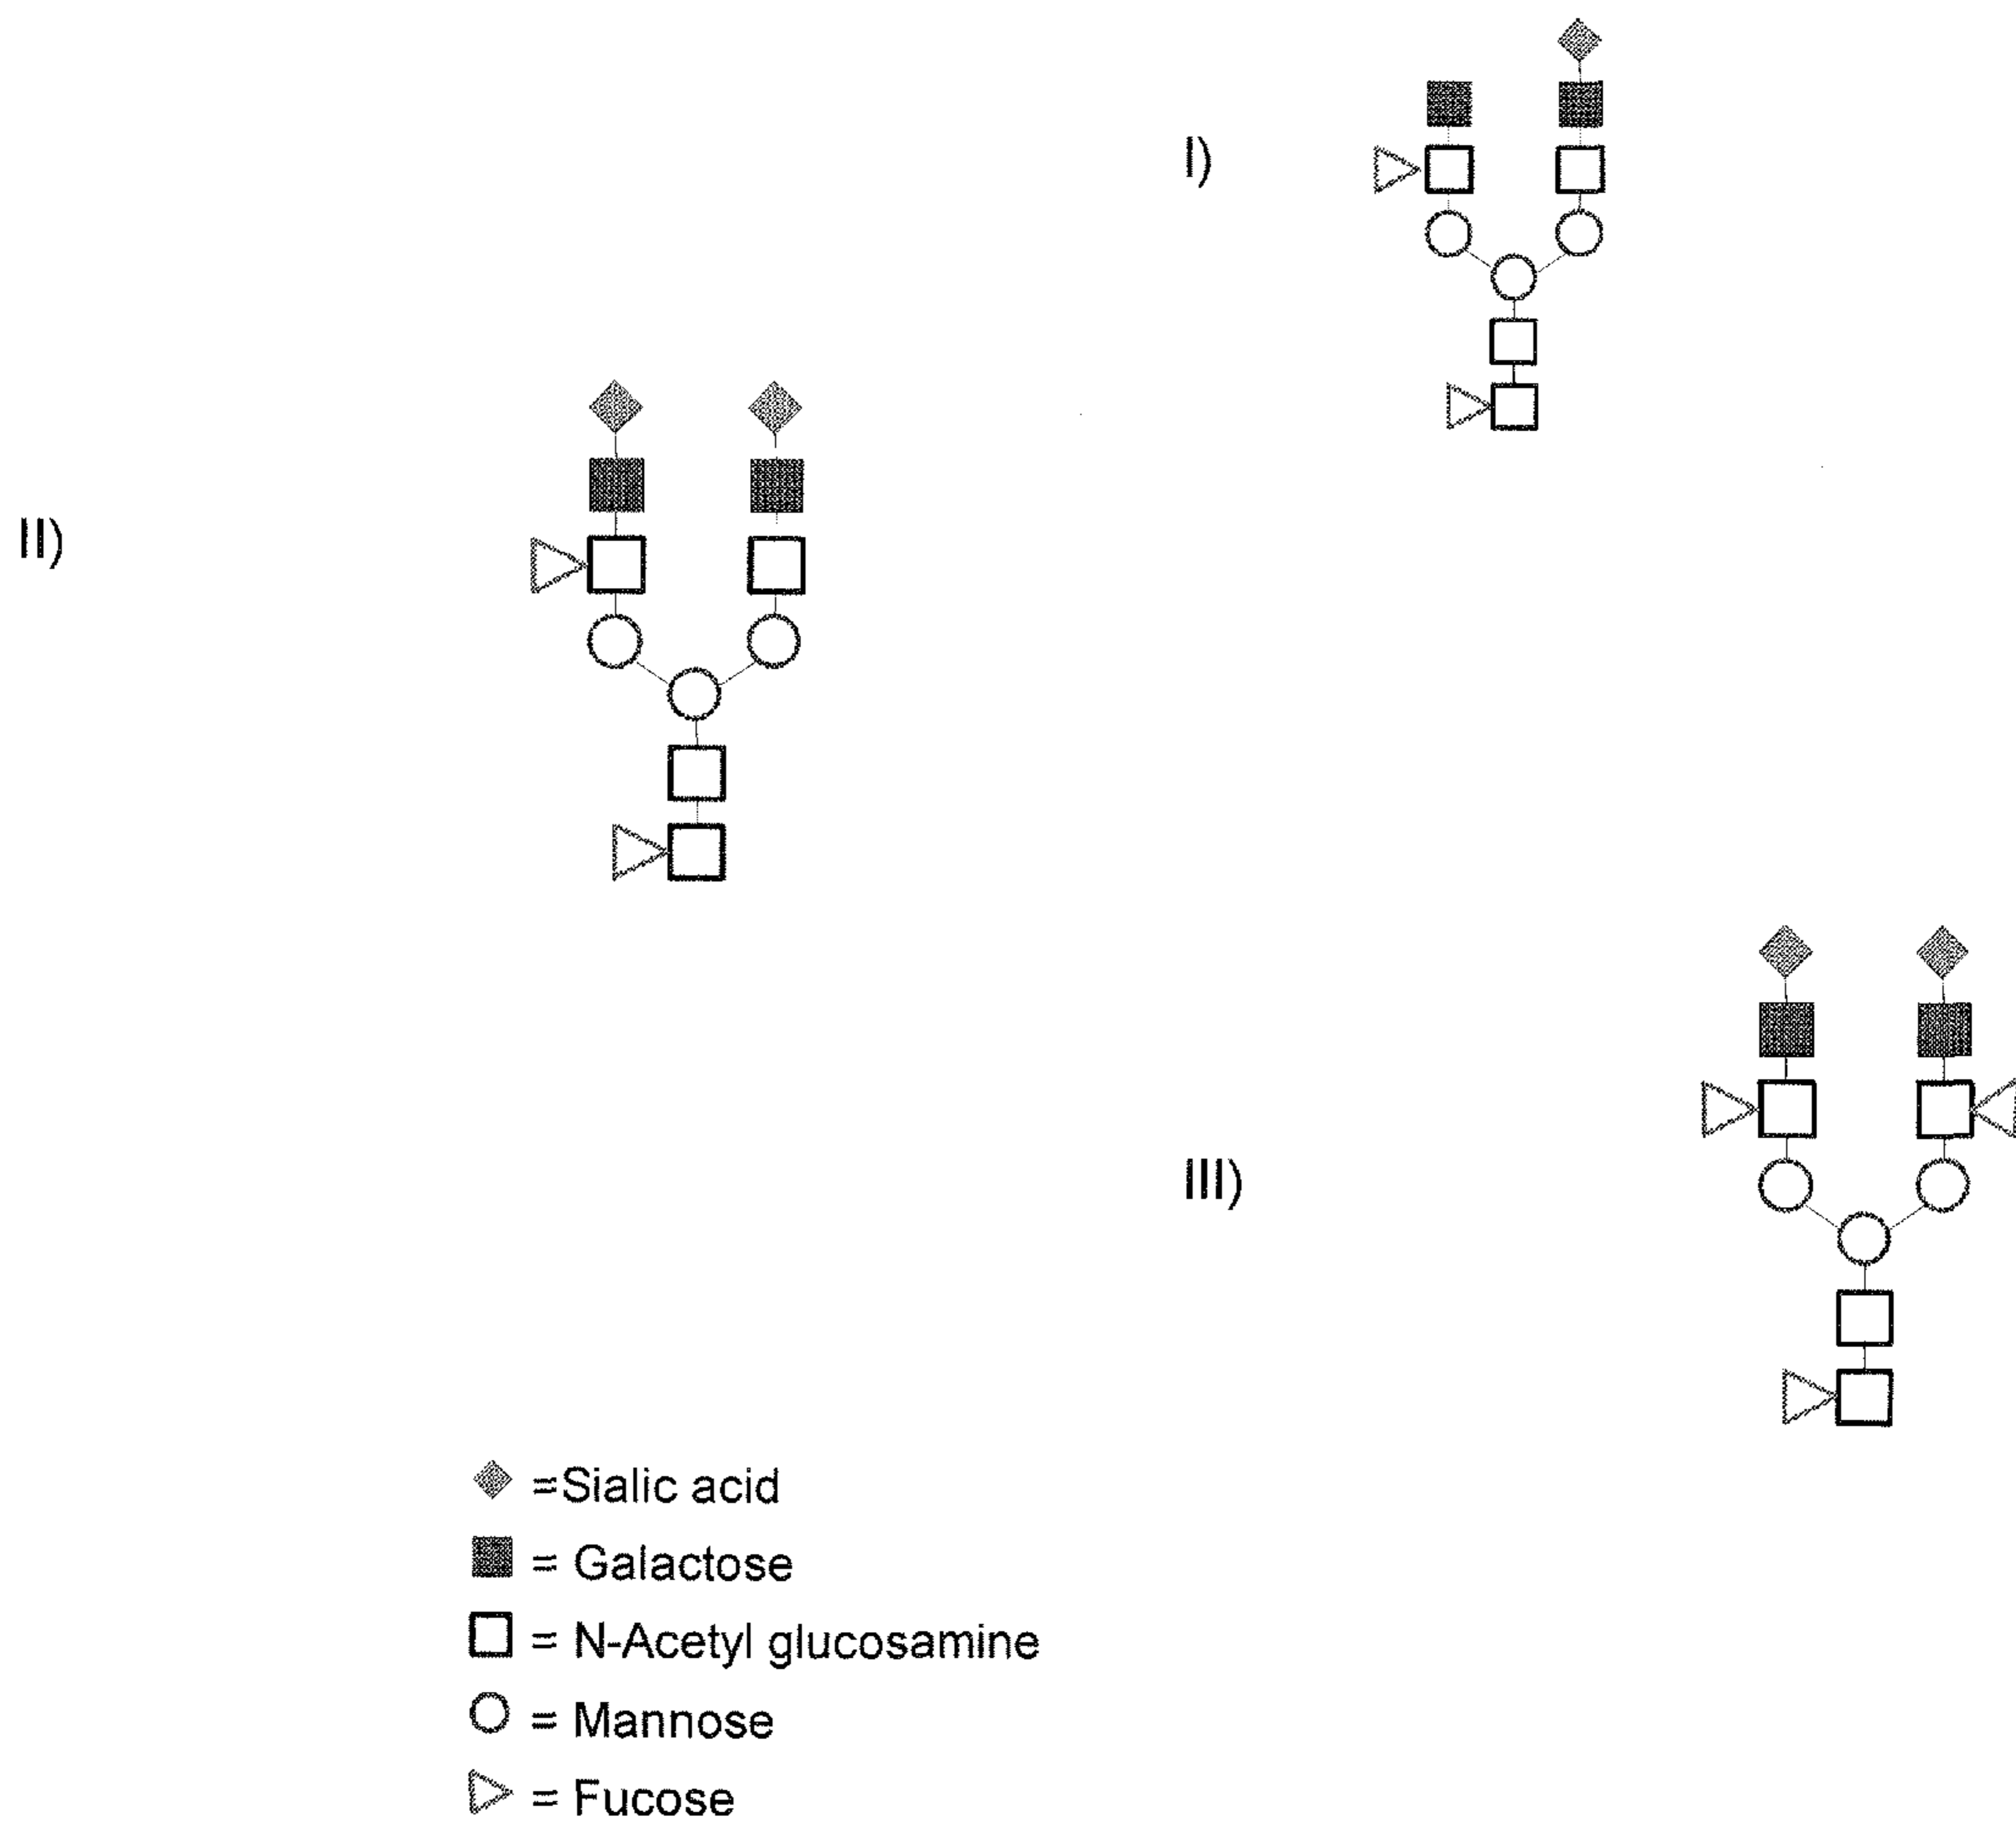 I)
II)
III)
=Sialic acid
= Galactose
= N-Acetyl glucosamine
= Mannose
= Fucose